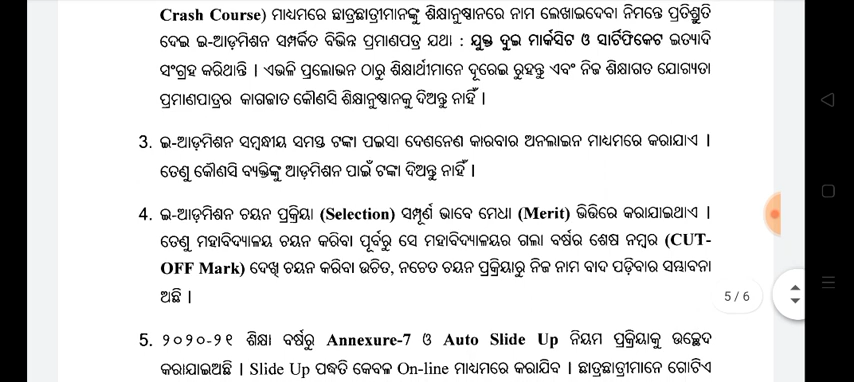 Crash Course) ମାଧ୍ୟମରେ ଛାତ୍ରଛାତ୍ରୀମାନଙ୍କୁ ଶିକ୍ଷାନୁଷ୍ଠାନରେ ନାମ ଲେଖାଇଦେବା ନିମନ୍ତେ ପ୍ରତିଶ୍ରୁତି
ଦେଇ ଇ-ଆଡ଼ମିଶନ ସମ୍ପର୍କିତ ବିଭିନ୍ନ ପ୍ରମାଣପତ୍ର ଯଥା : ଯୁକ୍ତ ଦୁଇ ମାର୍କସିଟ ଓ ସାର୍ଟିଫିକେଟ ଇତ୍ୟାଦି
ସଂଗ୍ରହ କରିଥାନ୍ତି । ଏଭଳି ପ୍ରଲୋଭନ ଠାରୁ ଶିକ୍ଷାର୍ଥୀମାନେ ଦୂରେଇ ରୁହନ୍ତୁ ଏବଂ ନିଜ ଶିକ୍ଷାଗତ ଯୋଗ୍ୟତା
ପ୍ରମାଣପାତ୍ରର କାଗଜାତ କୌଣସି ଶିକ୍ଷାନୁଷ୍ଠାନକୁ ଦିଅନ୍ତୁ ନାହିଁ ।
3. ଇ-ଆଡ଼ମିଶନ ସମ୍ବନ୍ଧୀୟ ସମସ୍ତ ଟଙ୍କା ପଇସା ଦେଣନେଣ କାରବାର ଅନଲାଇନ ମାଧ୍ୟମରେ କରାଯାଏ ।
ତେଣୁ କୌଣସି ବ୍ୟକ୍ତିଙ୍କୁ ଆଡ଼ମିଶନ ପାଇଁ ଟଙ୍କା ଦିଅନ୍ତୁ ନାହିଁ ।
4. ଇ-ଆଡ଼ମିଶନ ଚୟନ ପ୍ରକ୍ରିୟା (Selection) ସମ୍ପୂର୍ଣ ଭାବେ ମେଧା (Merit) ଭିତ୍ତିରେ କରାଯାଇଥାଏ ।
ତେଣୁ ମହାବିଦ୍ୟାଳୟ ଚୟନ କରିବା ପୂର୍ବରୁ ସେ ମହାବିଦ୍ୟାଳୟର ଗଲା ବର୍ଷର ଶେଷ ନମ୍ବର (CUT-
OFF Mark) ଦେଖି ଚୟନ କରିବା ଉଚିତ, ନଚେତ ଚୟନ ପ୍ରକ୍ରିୟାରୁ ନିଜ ନାମ ବାଦ ପଡ଼ିବାର ସମ୍ଭାବନା
ଅଛି ।
5 / 6
5. ୨୦୨୦-୨୧ ଶିକ୍ଷା ବର୍ଷରୁ Annexure-7 ଓ Auto Slide Up ନିୟମ ପ୍ରକ୍ରିୟାକୁ ଉଚ୍ଛେଦ
କରାଯାଇଅଛି । Slide Up ପଦ୍ଧତି କେବଳ On-line ମାଧ୍ୟମରେ କରାଯିବ । ଛାତ୍ରଛାତ୍ରୀମାନେ ଗୋଟିଏ